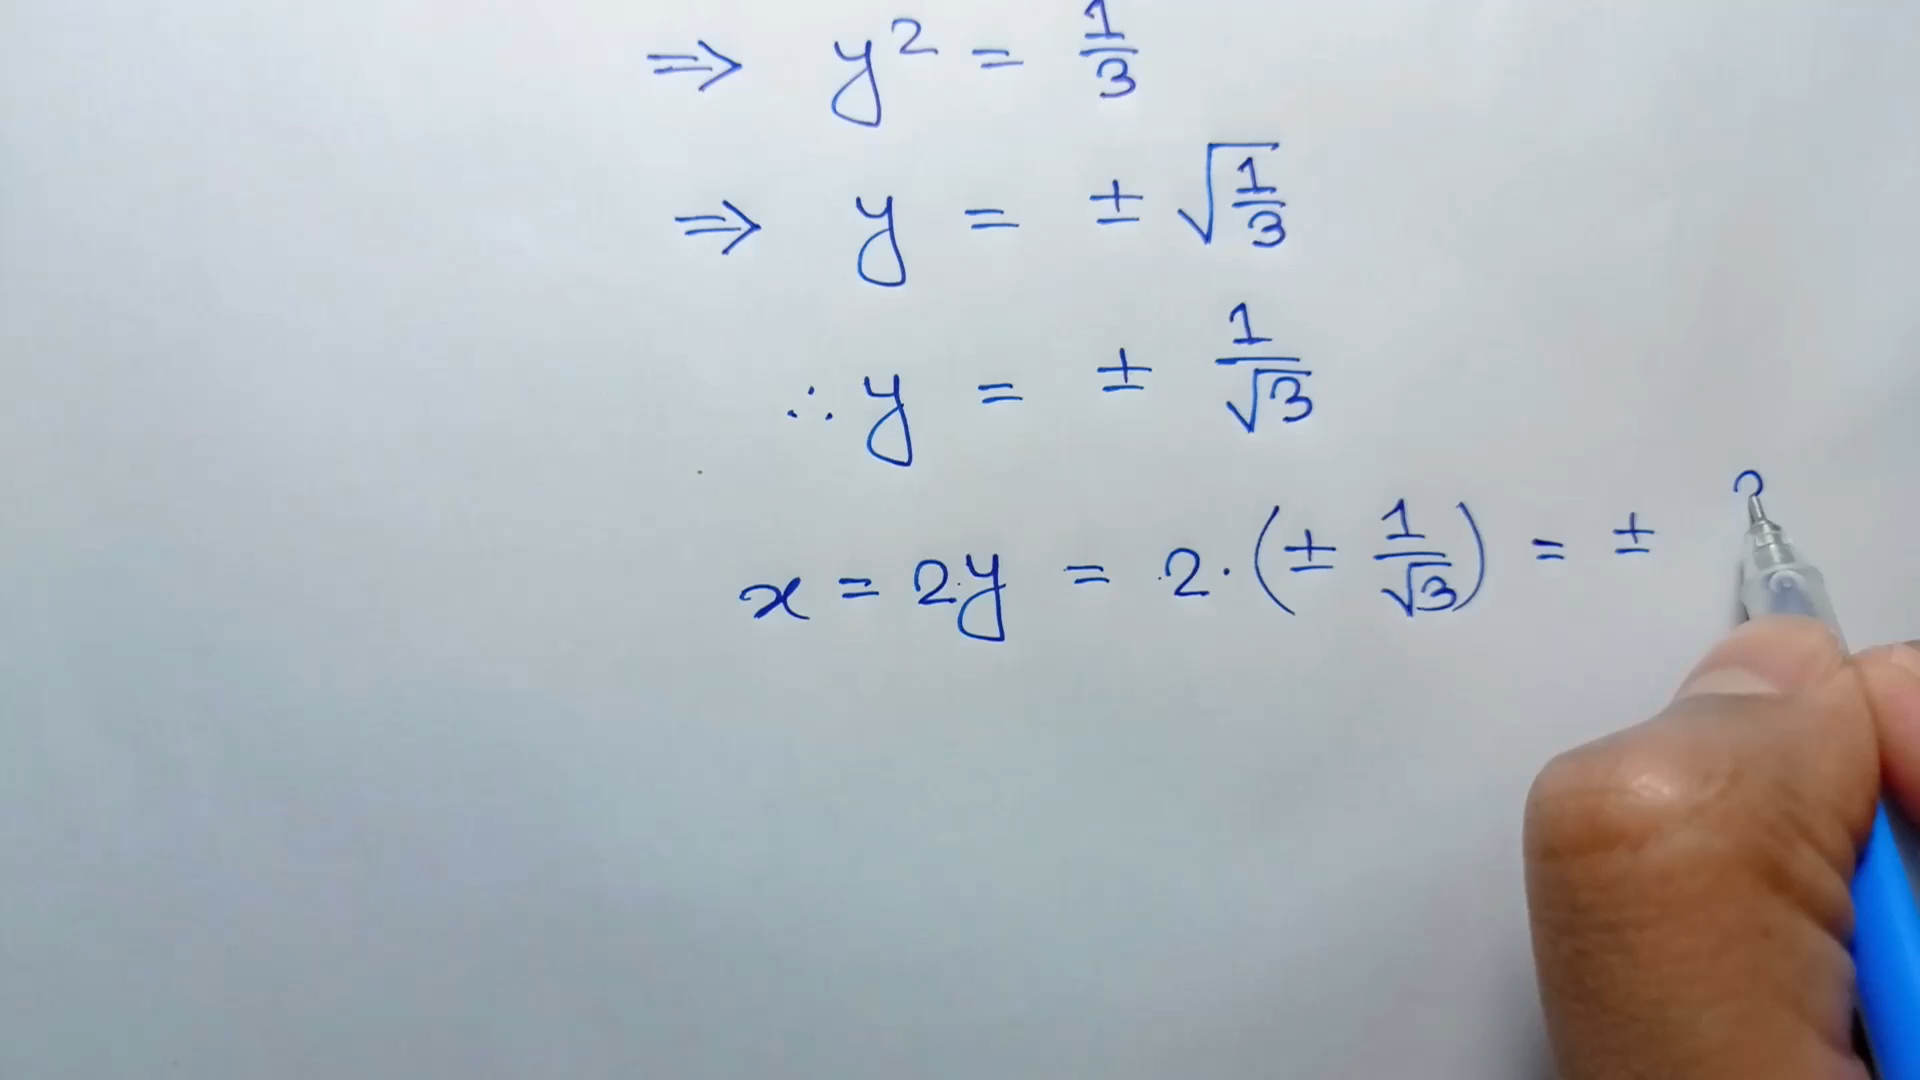 ⇒ y² = 1/3
⇒ y = ± √(1/3)
∴ y = ± 1/√3
x = 2y = 2·(± 1/√3) = ±